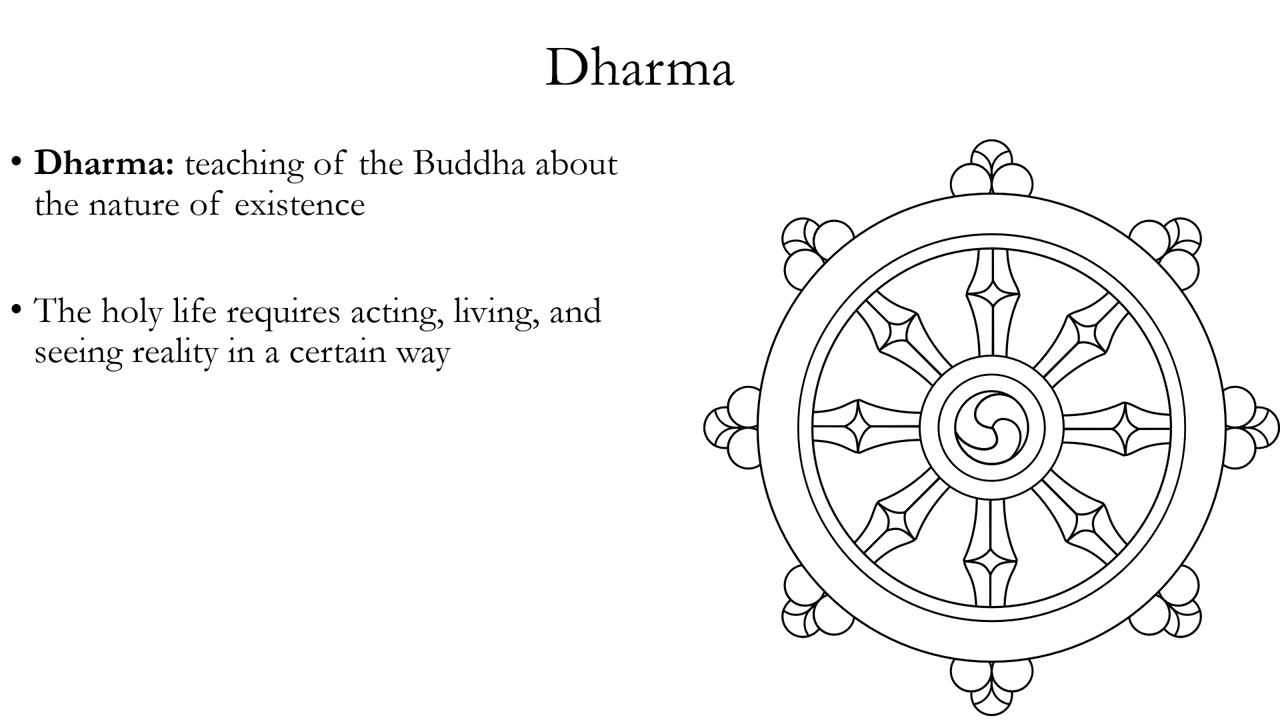 Dharma
• Dharma: teaching of the Buddha about
the nature of existence
• The holy life requires acting, living, and
seeing reality in a certain way